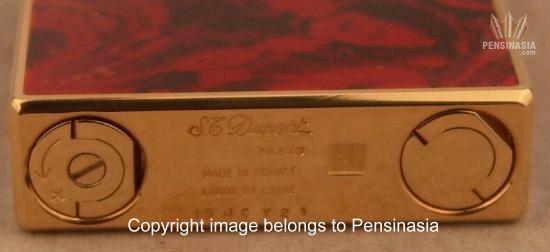 PENSINASIA
.com
S.T. Dupont
PARIS
MADE IN FRANCE
LAQUE DE CHINE
Copyright image belongs to Pensinasia